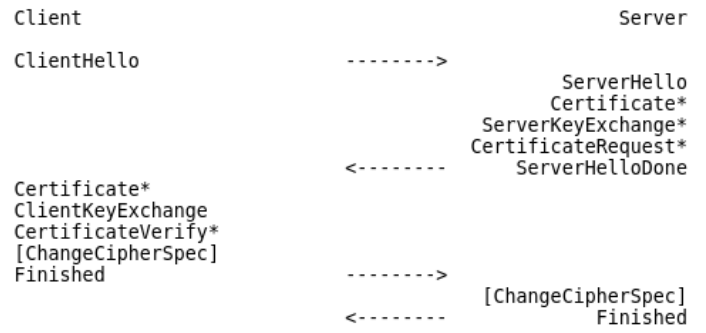 Client Server
ClientHello -------->
ServerHello
Certificate*
ServerKeyExchange*
CertificateRequest*
<-------- ServerHelloDone
Certificate*
ClientKeyExchange
CertificateVerify*
[ChangeCipherSpec]
Finished -------->
[ChangeCipherSpec]
<-------- Finished